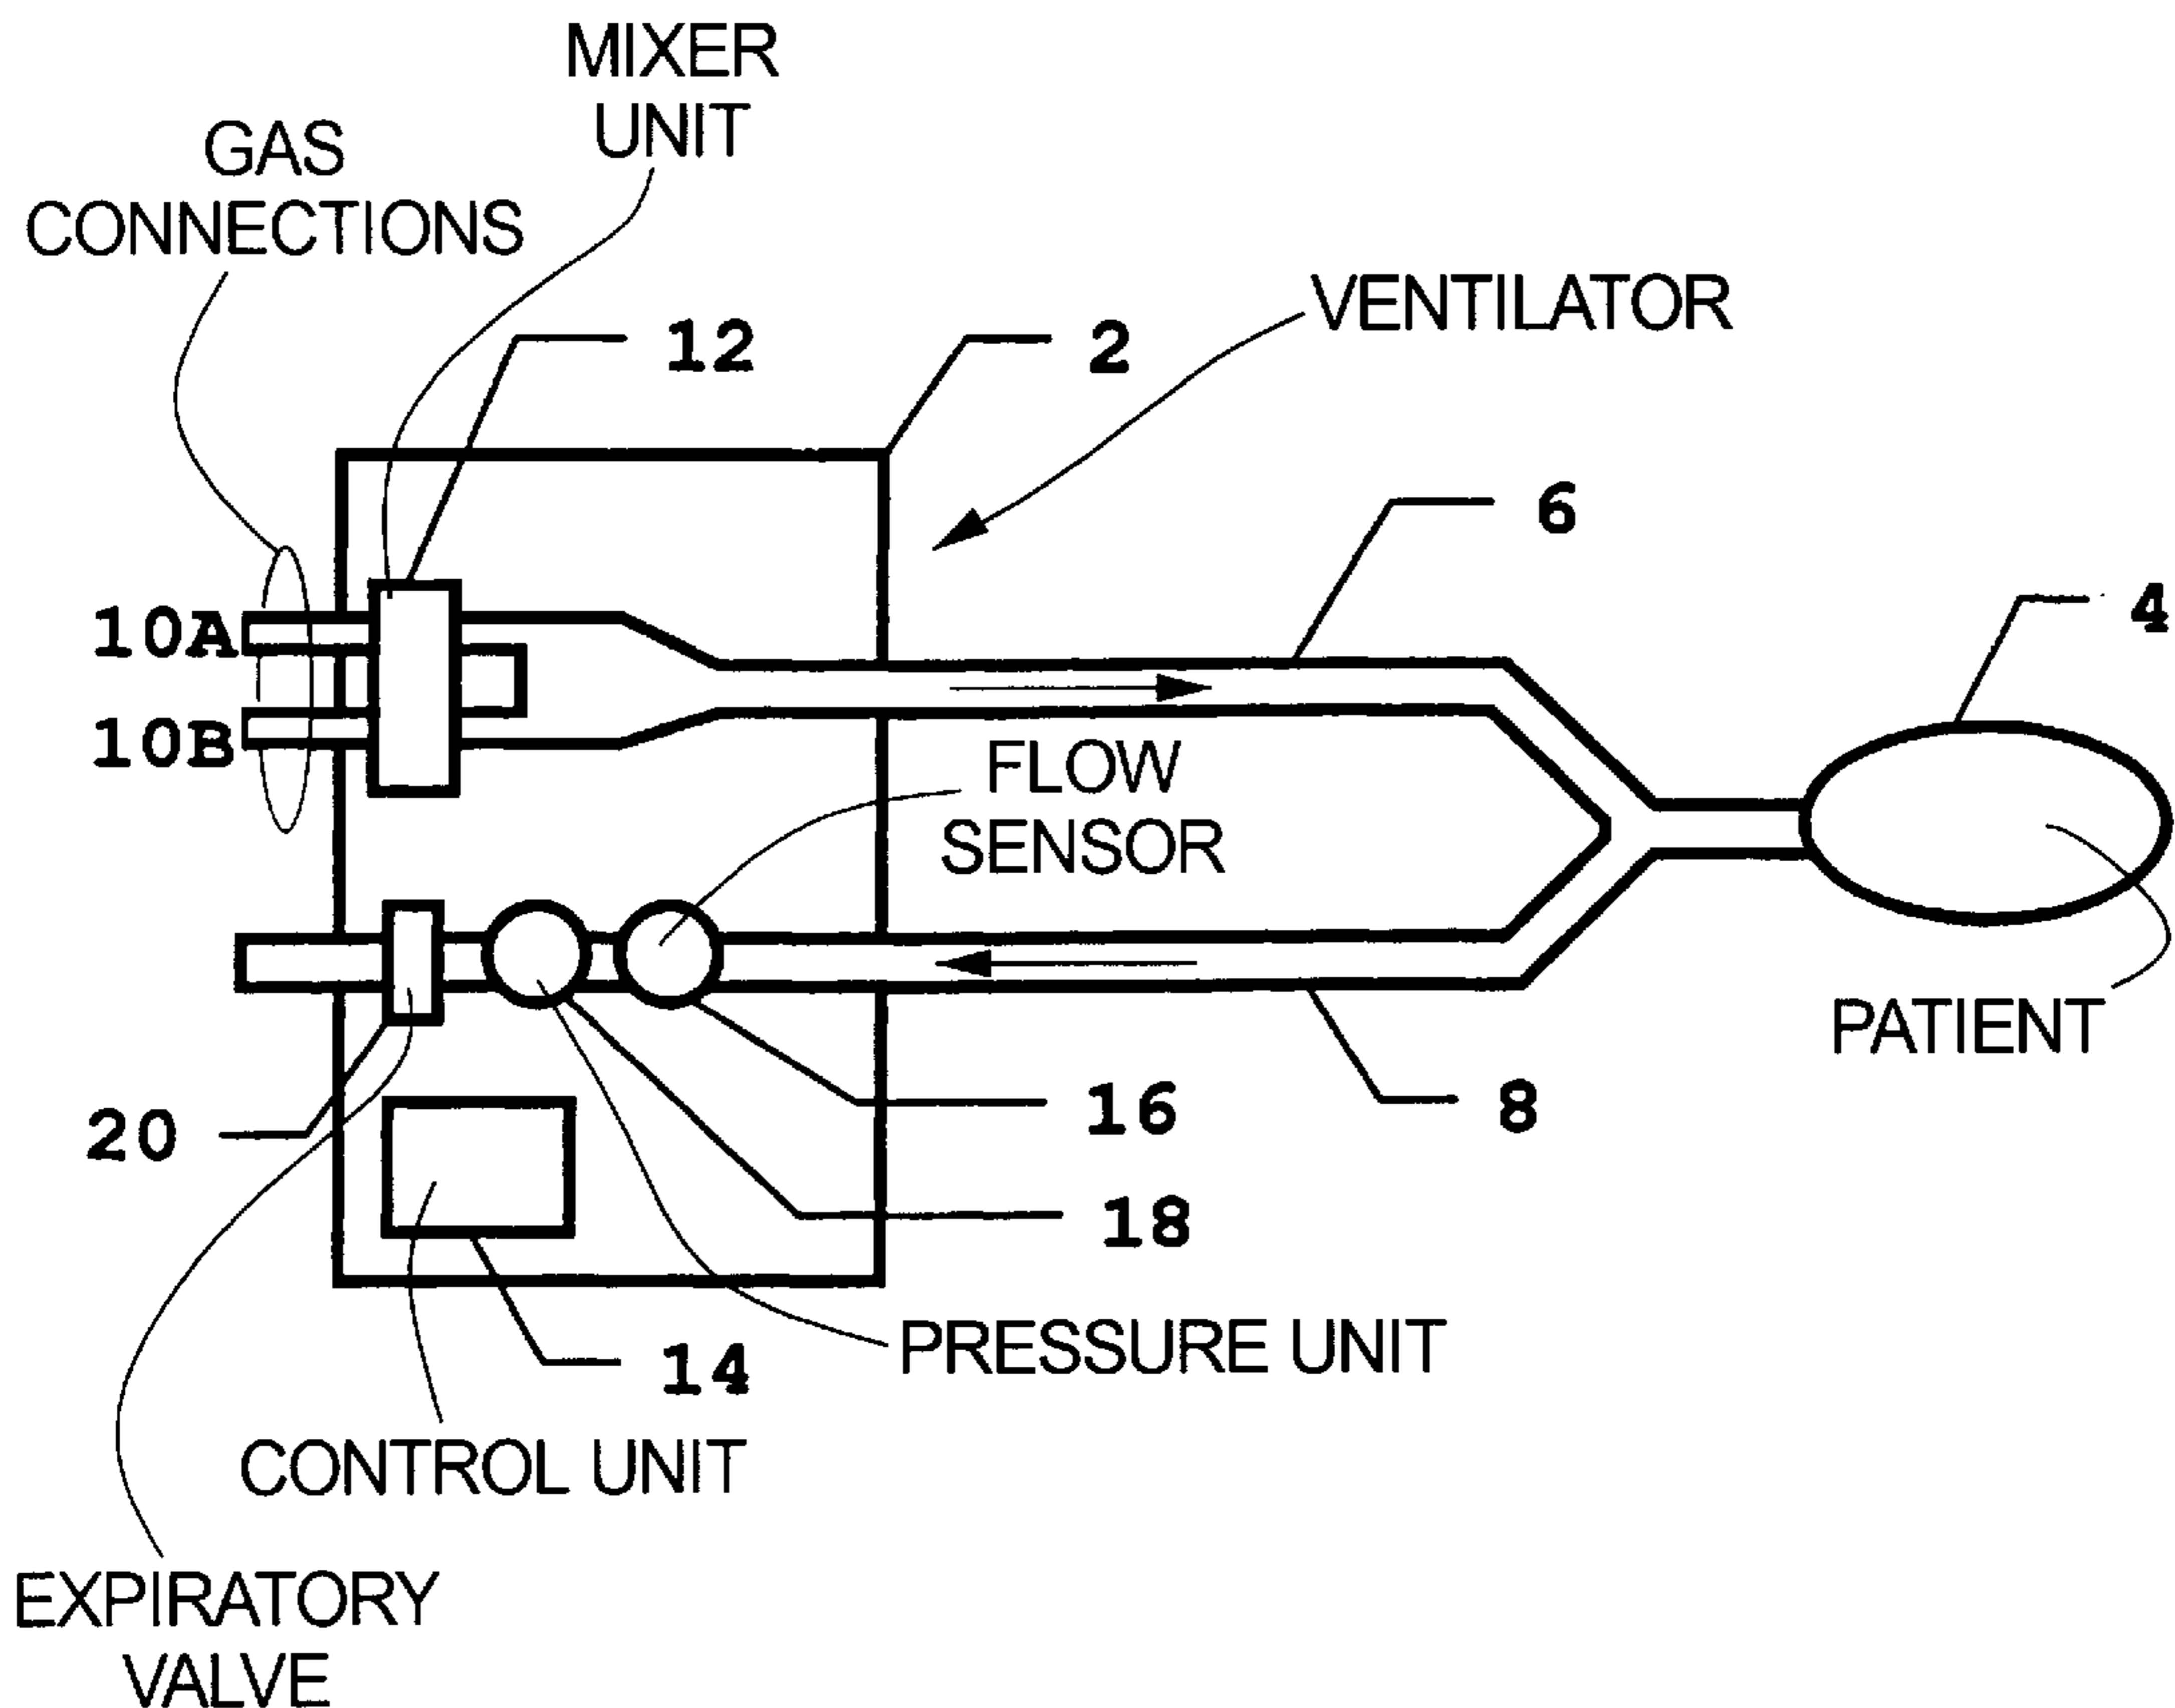 MIXER
UNIT
GAS
CONNECTIONS
VENTILATOR
12
2
6
4
10A
10B
FLOW
SENSOR
PATIENT
16
8
20
18
PRESSURE UNIT
14
CONTROL UNIT
EXPIRATORY
VALVE